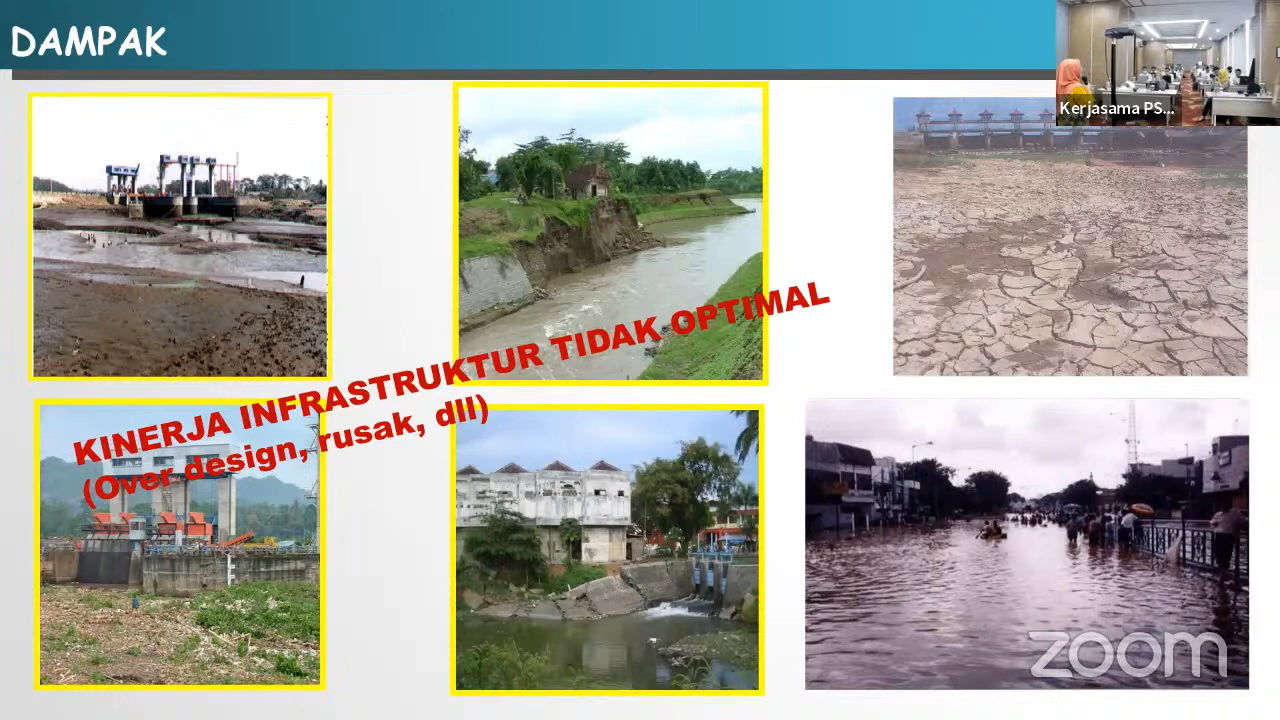 DAMPAK
Kerjasama PS...
KINERJA INFRASTRUKTUR TIDAK OPTIMAL
(Over design, rusak, dll)
zoom